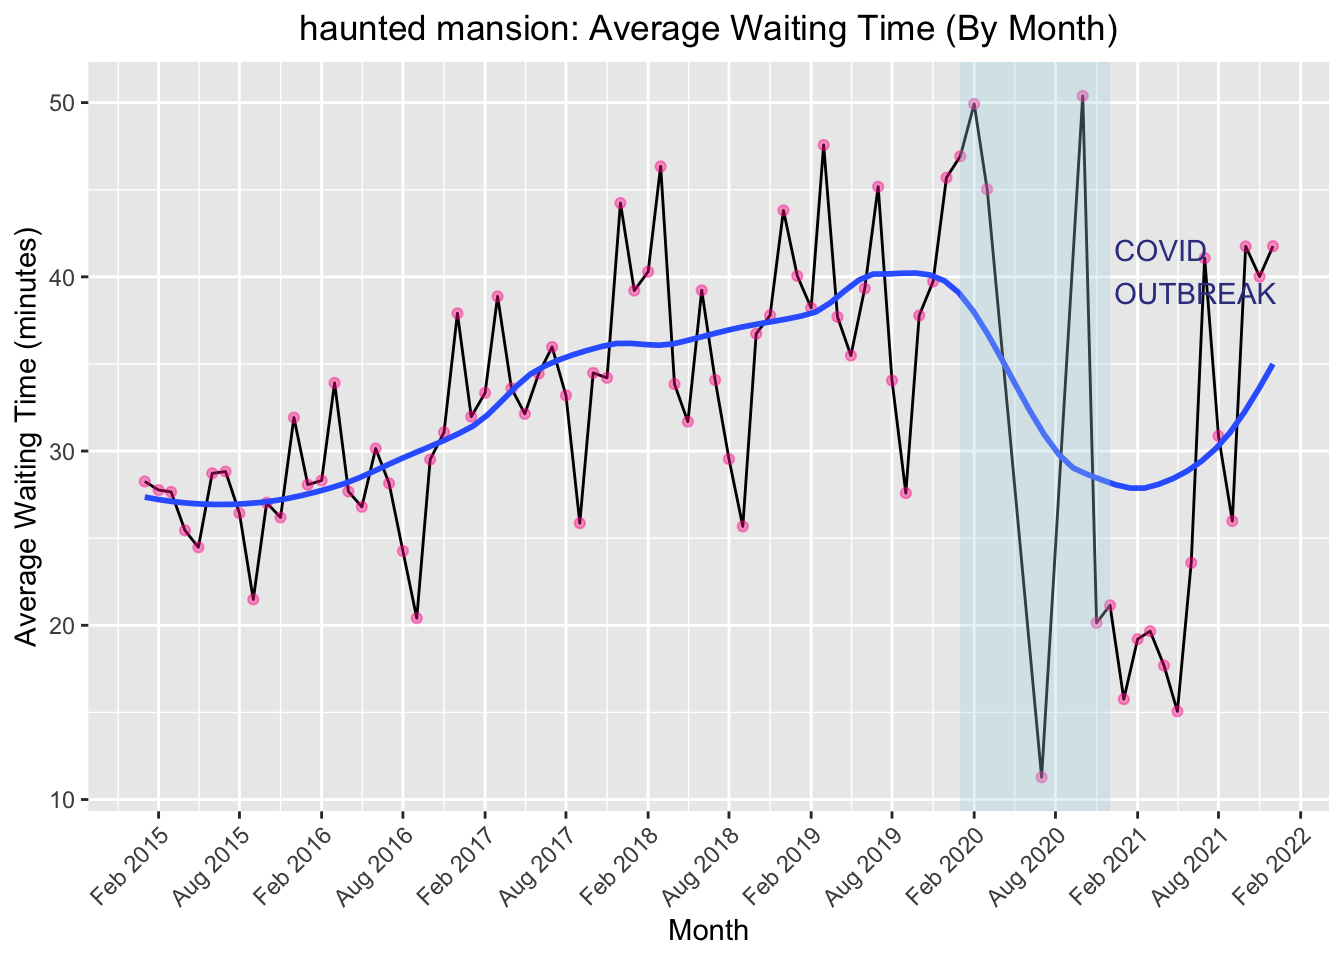 haunted mansion: Average Waiting Time (By Month)
Average Waiting Time (minutes)
50
40
30
20
10
COVID
OUTBREAK
Feb 2015
Aug 2015
Feb 2016
Aug 2016
Feb 2017
Aug 2017
Feb 2018
Aug 2018
Feb 2019
Aug 2019
Feb 2020
Aug 2020
Feb 2021
Aug 2021
Feb 2022
Month